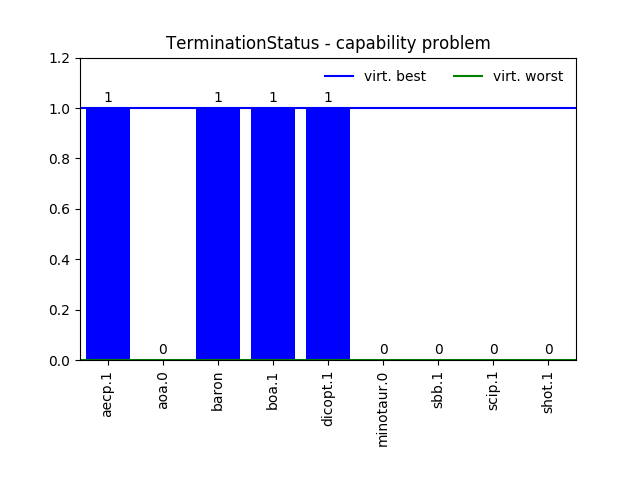 TerminationStatus - capability problem
virt. best
virt. worst
1.2
1.0
0.8
0.6
0.4
0.2
0.0
1
0
1
1
1
0
0
0
0
aecp.1
aoa.0
baron
boa.1
dicopt.1
minotaur.0
sbb.1
scip.1
shot.1